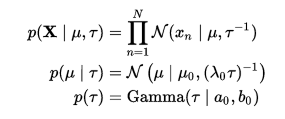 p(X | μ, τ) = ∏_{n=1}^{N} 𝒩(x_n | μ, τ^{-1})
p(μ | τ) = 𝒩(μ | μ_0, (λ_0τ)^{-1})
p(τ) = Gamma(τ | a_0, b_0)